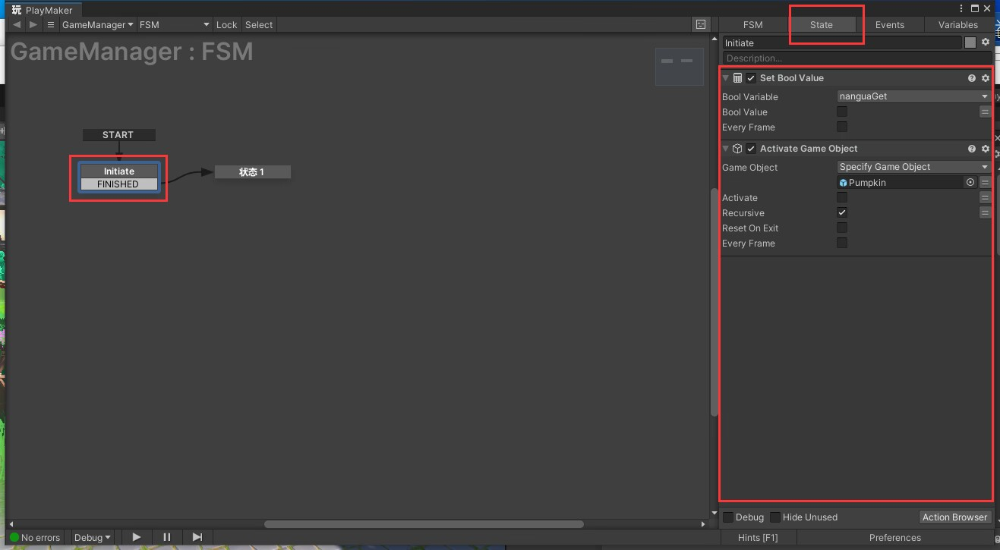 玩 PlayMaker
GameManager FSM Lock Select
FSM State Events Variables
GameManager : FSM
Initiate
Description...
START
Initiate
FINISHED
状态 1
Set Bool Value
Bool Variable nanguaGet
Bool Value
Every Frame
Activate Game Object
Game Object Specify Game Object
Pumpkin
Activate
Recursive
Reset On Exit
Every Frame
Debug Hide Unused Action Browser
No errors Debug Hints [F1] Preferences